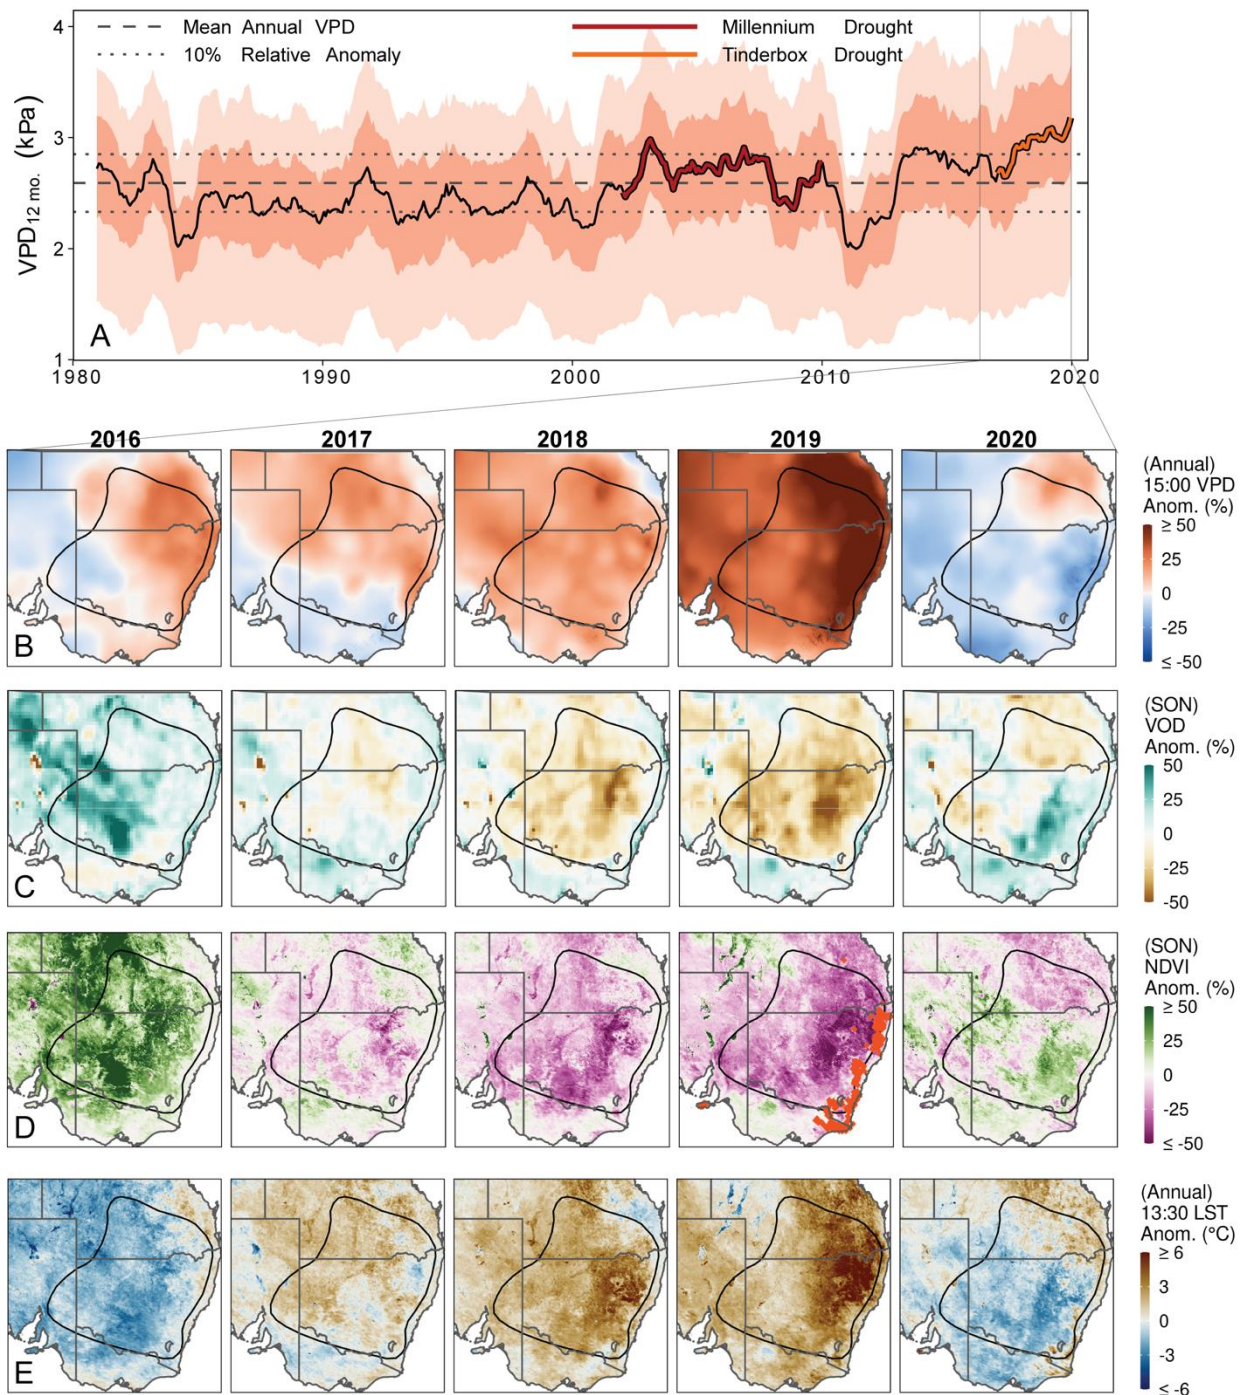 4
3
2
1
VPD12 mo. (kPa)
Mean Annual VPD
10% Relative Anomaly
Millennium Drought
Tinderbox Drought
A
1980
1990
2000
2010
2020
2016
2017
2018
2019
2020
B
(Annual)
15:00 VPD
Anom. (%)
≥ 50
25
0
-25
≤ -50
C
(SON)
VOD
Anom. (%)
50
25
0
-25
-50
D
(SON)
NDVI
Anom. (%)
≥ 50
25
0
-25
≤ -50
E
(Annual)
13:30 LST
Anom. (°C)
≥ 6
3
0
-3
≤ -6